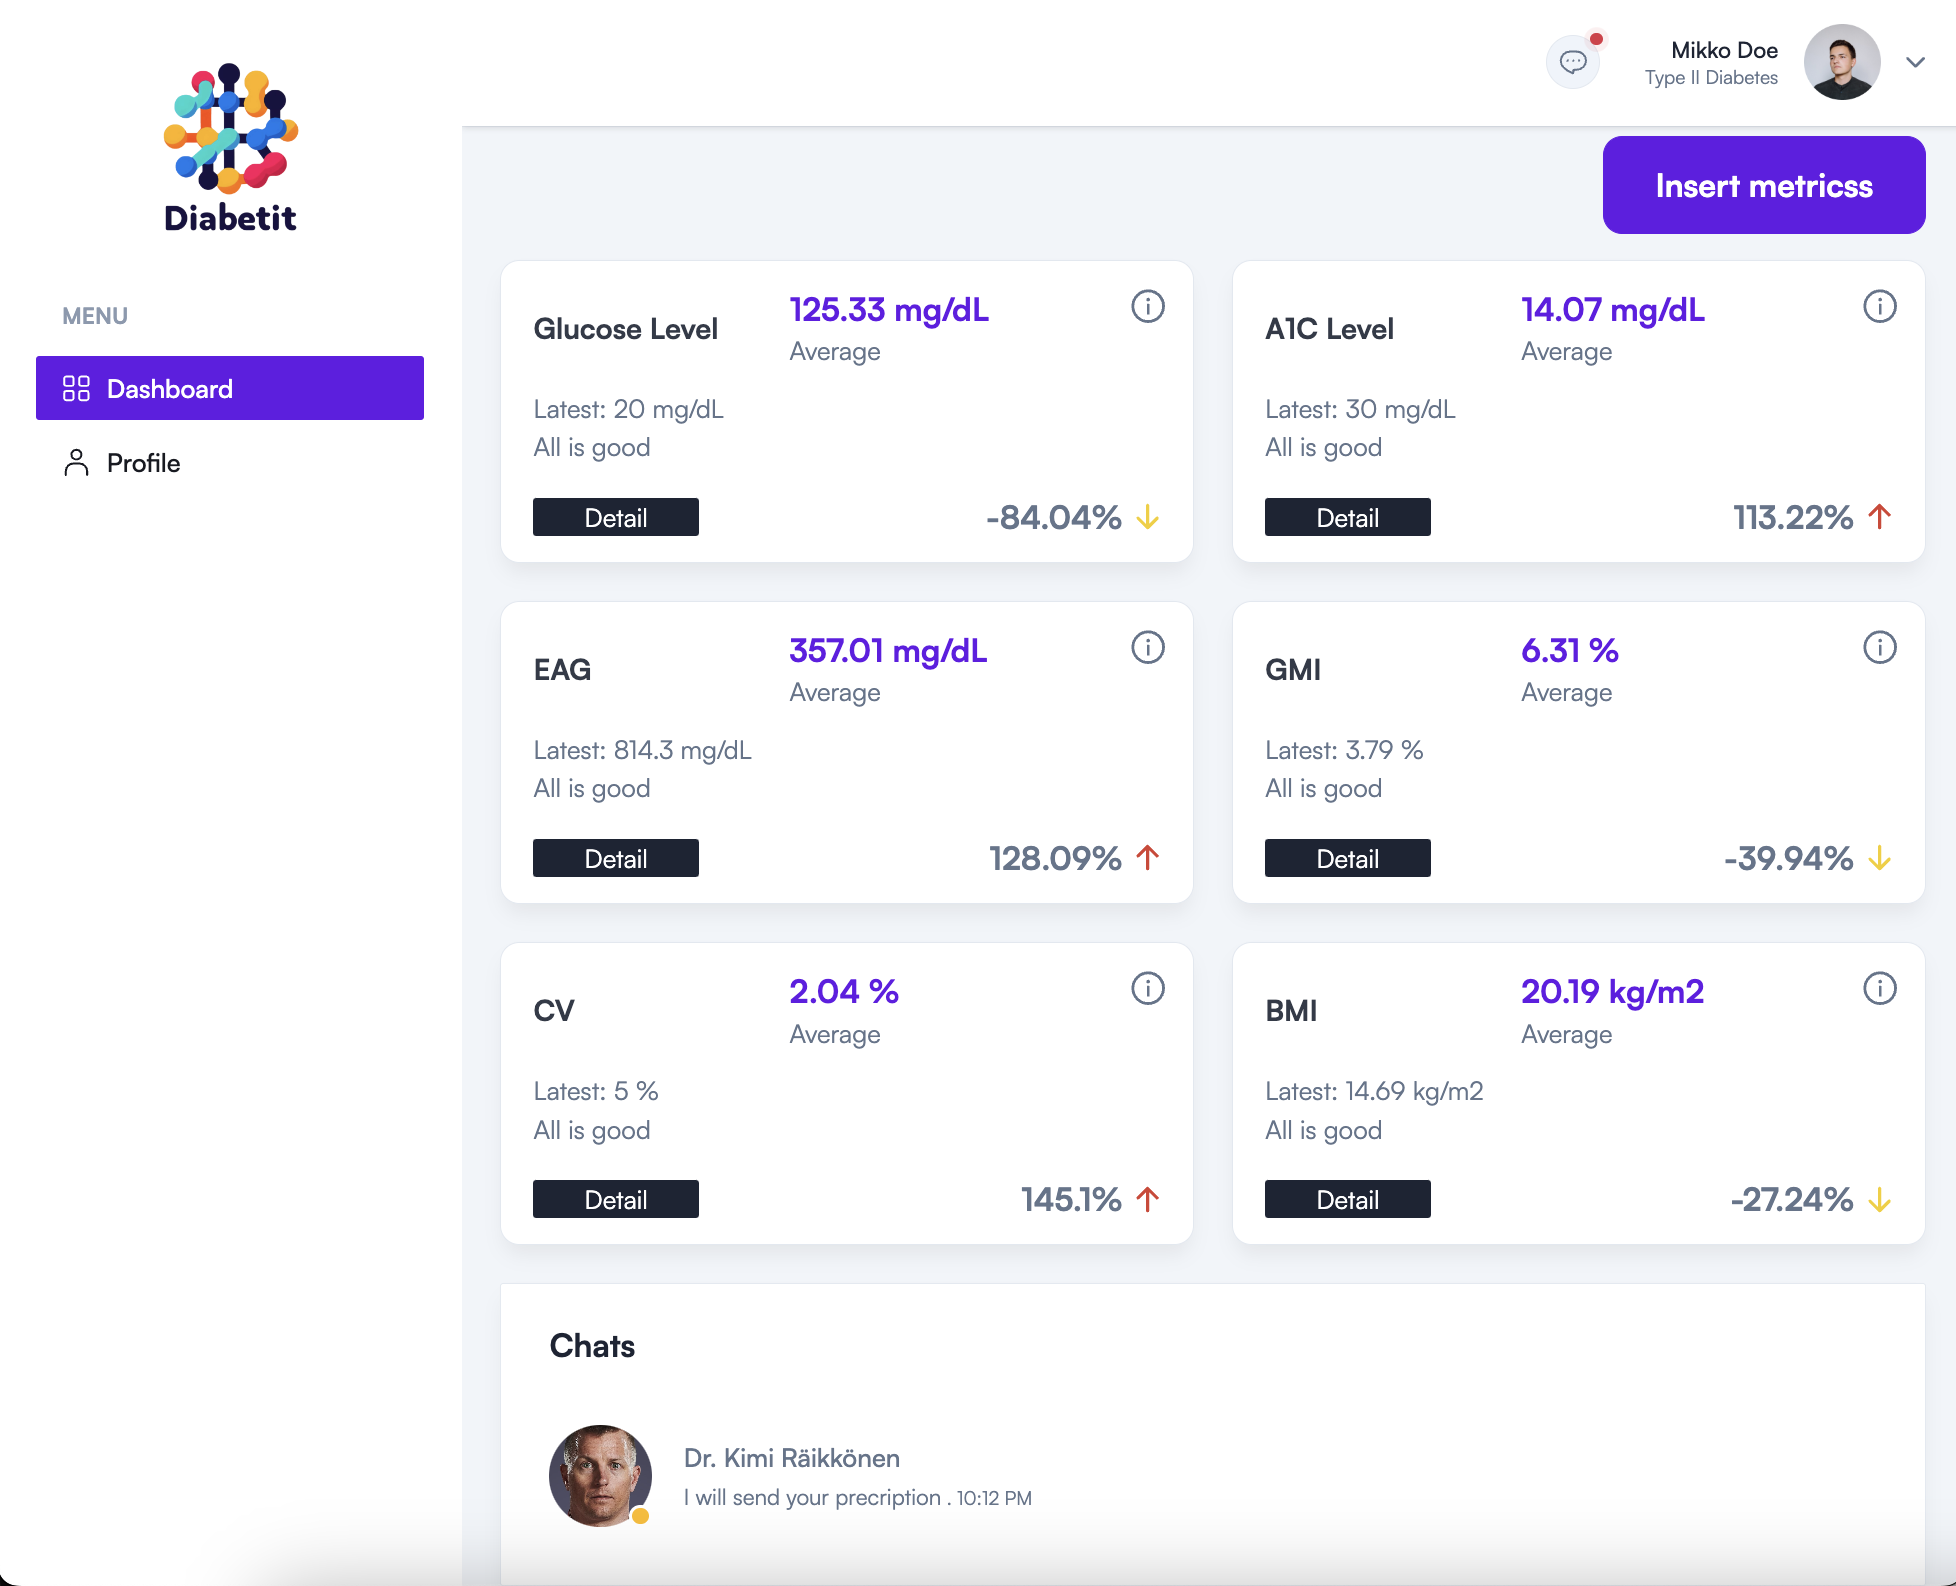 Diabetit
MENU
Dashboard
Profile
Mikko Doe
Type II Diabetes
Insert metricss
Glucose Level
125.33 mg/dL
Average
Latest: 20 mg/dL
All is good
Detail
-84.04%
A1C Level
14.07 mg/dL
Average
Latest: 30 mg/dL
All is good
Detail
113.22%
EAG
357.01 mg/dL
Average
Latest: 814.3 mg/dL
All is good
Detail
128.09%
GMI
6.31 %
Average
Latest: 3.79 %
All is good
Detail
-39.94%
CV
2.04 %
Average
Latest: 5 %
All is good
Detail
145.1%
BMI
20.19 kg/m2
Average
Latest: 14.69 kg/m2
All is good
Detail
-27.24%
Chats
Dr. Kimi Räikkönen
I will send your precription . 10:12 PM